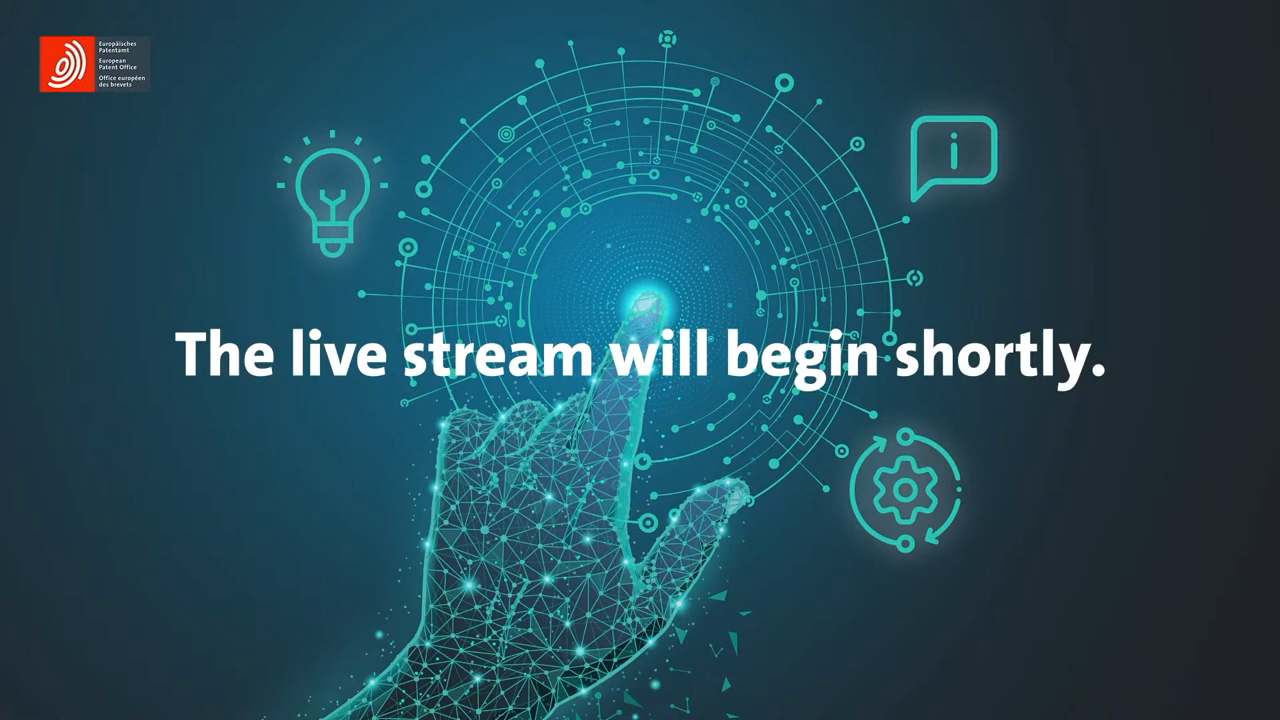 Europäisches
Patentamt
European
Patent Office
Office européen
des brevets
i
The live stream will begin shortly.